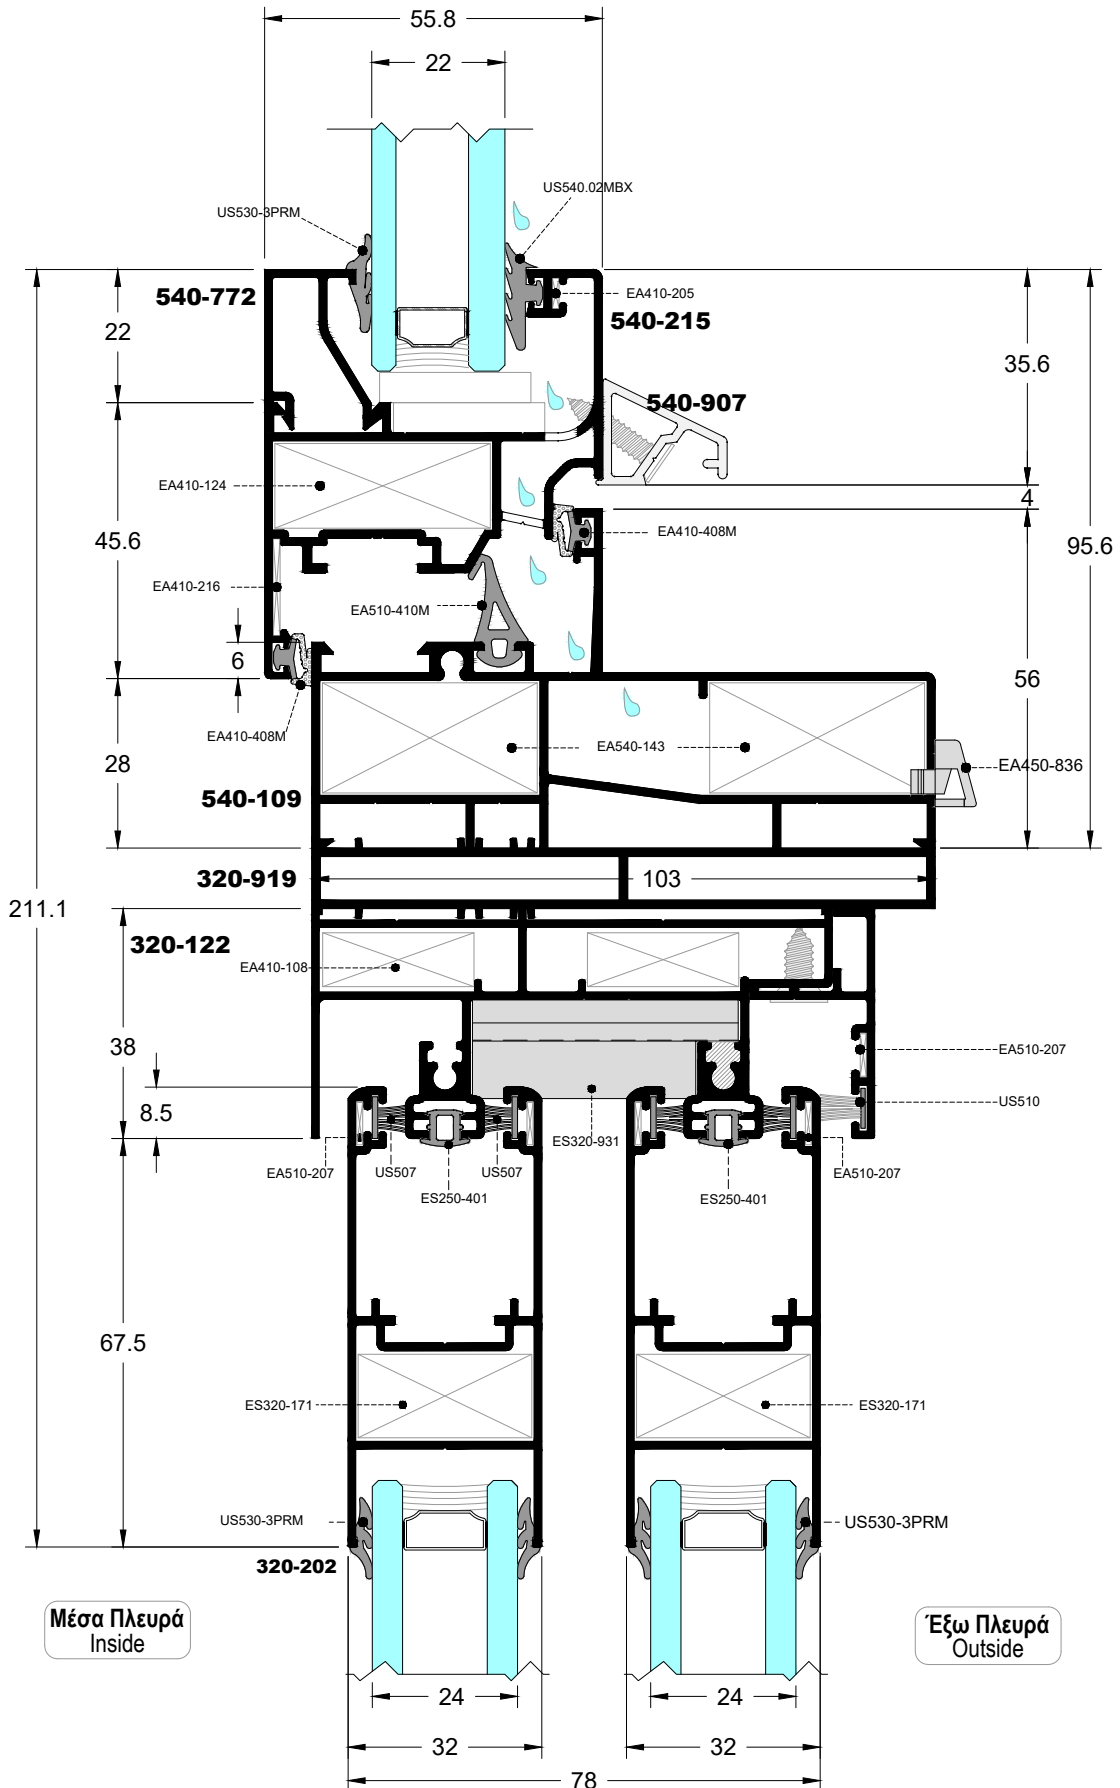 55.8
22
US540.02MBX
US530-3PRM
540-772
EA410-205
540-215
22
35.6
540-907
EA410-124
4
EA410-408M
45.6
95.6
EA410-216
EA510-410M
6
56
EA410-408M
EA540-143
28
EA450-836
540-109
320-919
103
211.1
320-122
EA410-108
38
EA510-207
8.5
US510
ES320-931
EA510-207
US507
US507
EA510-207
ES250-401
ES250-401
67.5
ES320-171
ES320-171
US530-3PRM
US530-3PRM
320-202
Μέσα Πλευρά
Inside
Έξω Πλευρά
Outside
24
24
32
32
78